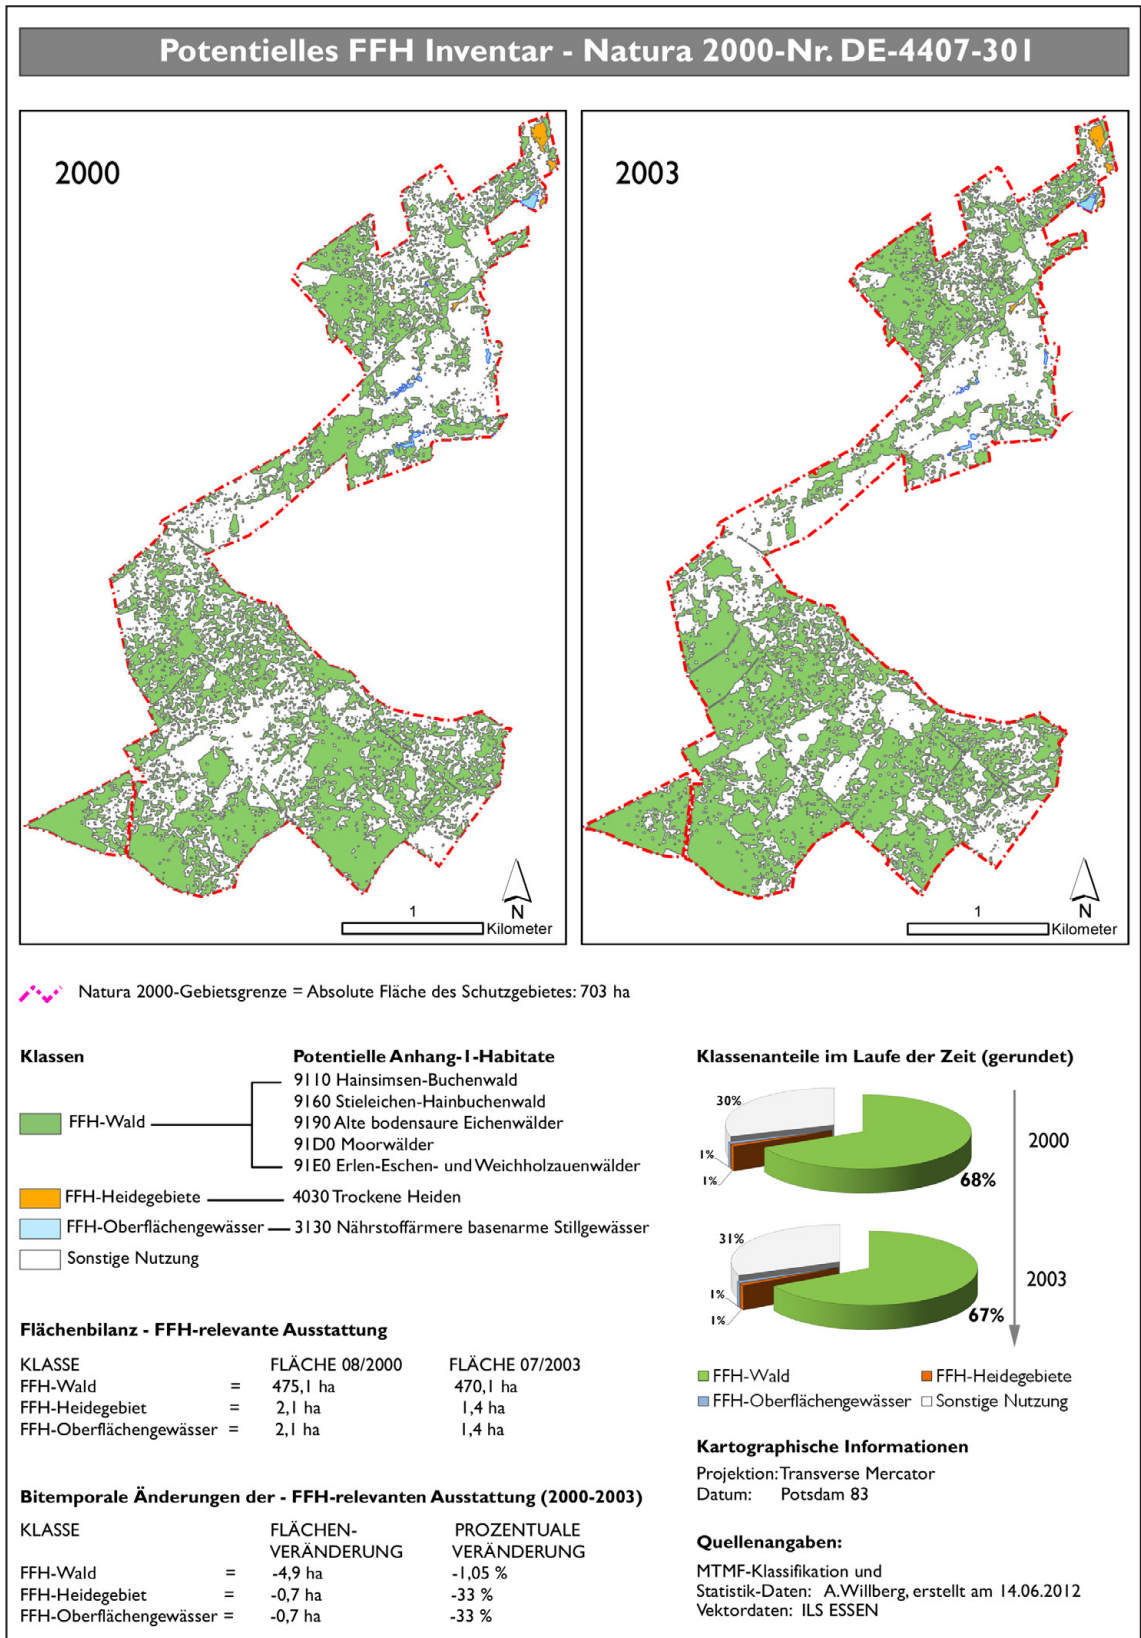 Potentielles FFH Inventar - Natura 2000-Nr. DE-4407-301
2000
2003
1
N
Kilometer
1
N
Kilometer
Natura 2000-Gebietsgrenze = Absolute Fläche des Schutzgebietes: 703 ha
Klassen
Potentielle Anhang-1-Habitate
9110 Hainsimsen-Buchenwald
9160 Stieleichen-Hainbuchenwald
FFH-Wald
9190 Alte bodensaure Eichenwälder
91D0 Moorwälder
91E0 Erlen-Eschen- und Weichholzauenwälder
FFH-Heidegebiete
4030 Trockene Heiden
FFH-Oberflächengewässer
3130 Nährstoffärmere basenarme Stillgewässer
Sonstige Nutzung
Klassenanteile im Laufe der Zeit (gerundet)
30%
1%
1%
68%
2000
31%
1%
1%
67%
2003
FFH-Wald
FFH-Heidegebiete
FFH-Oberflächengewässer
Sonstige Nutzung
Flächenbilanz - FFH-relevante Ausstattung
KLASSE FLÄCHE 08/2000 FLÄCHE 07/2003
FFH-Wald = 475,1 ha 470,1 ha
FFH-Heidegebiet = 2,1 ha 1,4 ha
FFH-Oberflächengewässer = 2,1 ha 1,4 ha
Bitemporale Änderungen der - FFH-relevanten Ausstattung (2000-2003)
KLASSE FLÄCHEN- PROZENTUALE
VERÄNDERUNG VERÄNDERUNG
FFH-Wald = -4,9 ha -1,05 %
FFH-Heidegebiet = -0,7 ha -33 %
FFH-Oberflächengewässer = -0,7 ha -33 %
Kartographische Informationen
Projektion: Transverse Mercator
Datum: Potsdam 83
Quellenangaben:
MTMF-Klassifikation und
Statistik-Daten: A. Willberg, erstellt am 14.06.2012
Vektordaten: ILS ESSEN